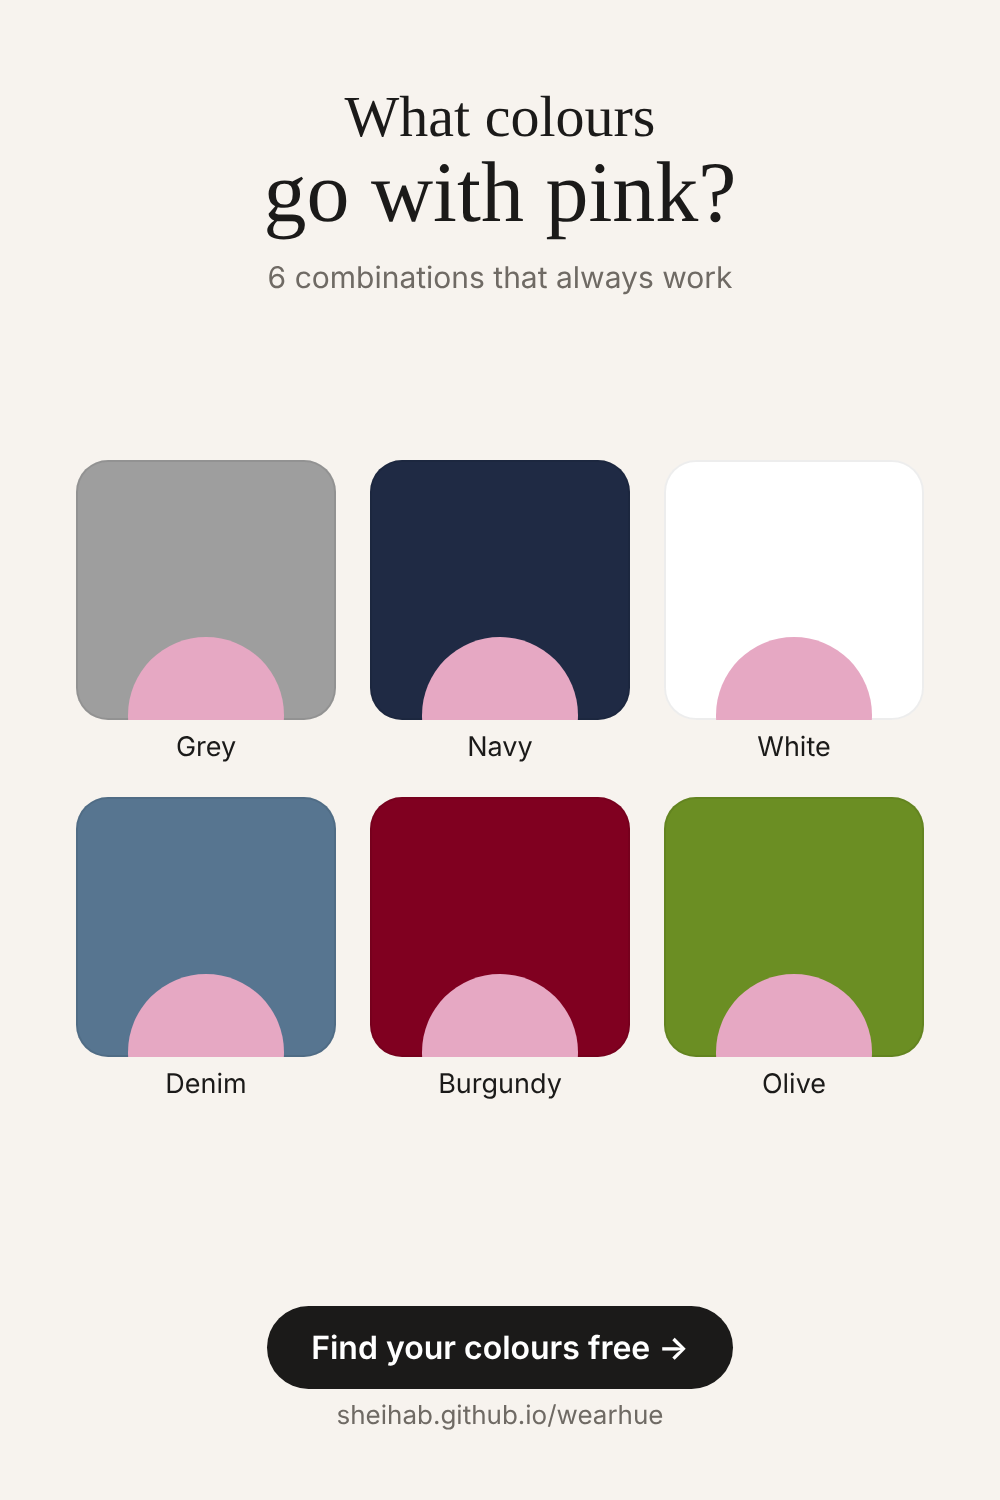 What colours
go with pink?
6 combinations that always work
Grey
Navy
White
Denim
Burgundy
Olive
Find your colours free →
sheihab.github.io/wearhue